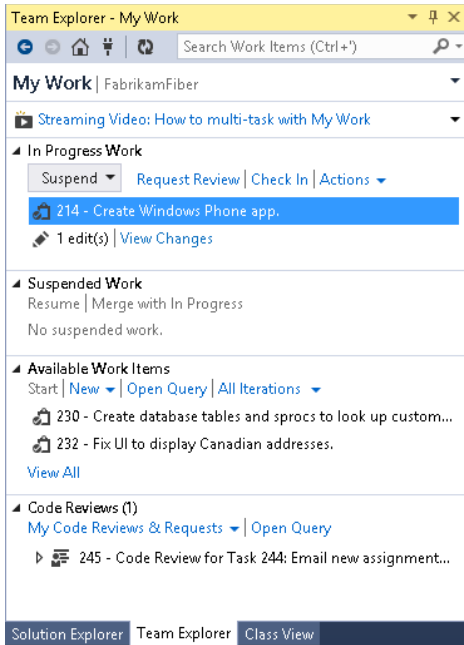 Team Explorer - My Work
Search Work Items (Ctrl+')
My Work | FabrikamFiber
Streaming Video: How to multi-task with My Work
In Progress Work
Suspend Request Review | Check In | Actions
214 - Create Windows Phone app.
1 edit(s) | View Changes
Suspended Work
Resume | Merge with In Progress
No suspended work.
Available Work Items
Start | New | Open Query | All Iterations
230 - Create database tables and sprocs to look up custom...
232 - Fix UI to display Canadian addresses.
View All
Code Reviews (1)
My Code Reviews & Requests | Open Query
245 - Code Review for Task 244: Email new assignment...
Solution Explorer Team Explorer Class View